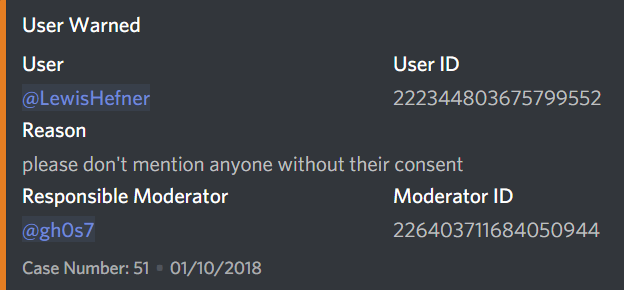 User Warned
User User ID
@LewisHefner 222344803675799552
Reason
please don't mention anyone without their consent
Responsible Moderator Moderator ID
@gh0s7 226403711684050944
Case Number: 51 • 01/10/2018